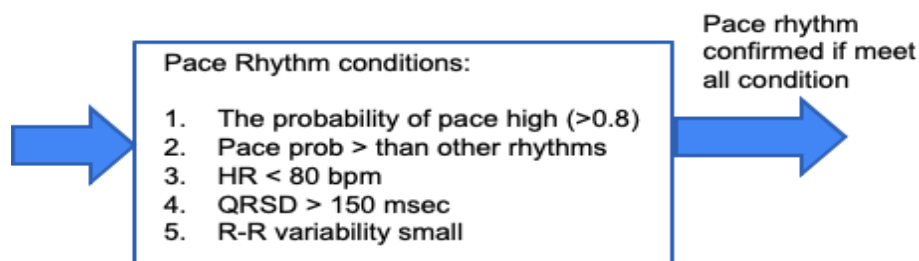 Pace Rhythm conditions:
1. The probability of pace high (>0.8)
2. Pace prob > than other rhythms
3. HR < 80 bpm
4. QRSD > 150 msec
5. R-R variability small
Pace rhythm
confirmed if meet
all condition